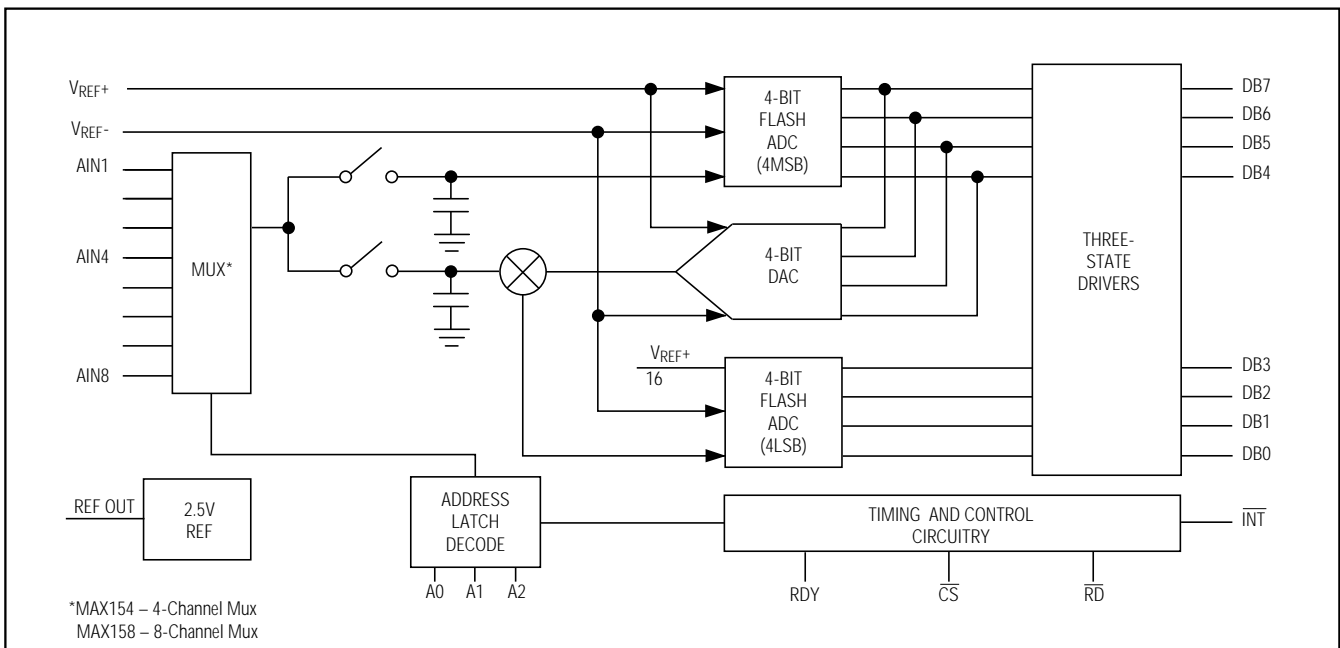 VREF+
VREF-
AIN1
AIN4
AIN8
MUX*
4-BIT
FLASH
ADC
(4MSB)
4-BIT
DAC
VREF+
16
4-BIT
FLASH
ADC
(4LSB)
THREE-
STATE
DRIVERS
DB7
DB6
DB5
DB4
DB3
DB2
DB1
DB0
REF OUT
2.5V
REF
ADDRESS
LATCH
DECODE
A0 A1 A2
TIMING AND CONTROL
CIRCUITRY
INT
RDY CS RD
*MAX154 – 4-Channel Mux
MAX158 – 8-Channel Mux